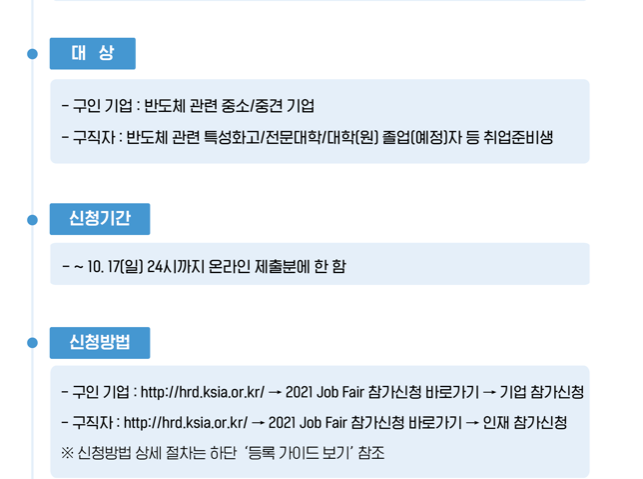 대 상
- 구인 기업 : 반도체 관련 중소/중견 기업
- 구직자 : 반도체 관련 특성화고/전문대학/대학(원) 졸업(예정)자 등 취업준비생
신청기간
- ~ 10. 17(일) 24시까지 온라인 제출분에 한 함
신청방법
- 구인 기업 : http://hrd.ksia.or.kr/ → 2021 Job Fair 참가신청 바로가기 → 기업 참가신청
- 구직자 : http://hrd.ksia.or.kr/ → 2021 Job Fair 참가신청 바로가기 → 인재 참가신청
※ 신청방법 상세 절차는 하단 ‘등록 가이드 보기’ 참조